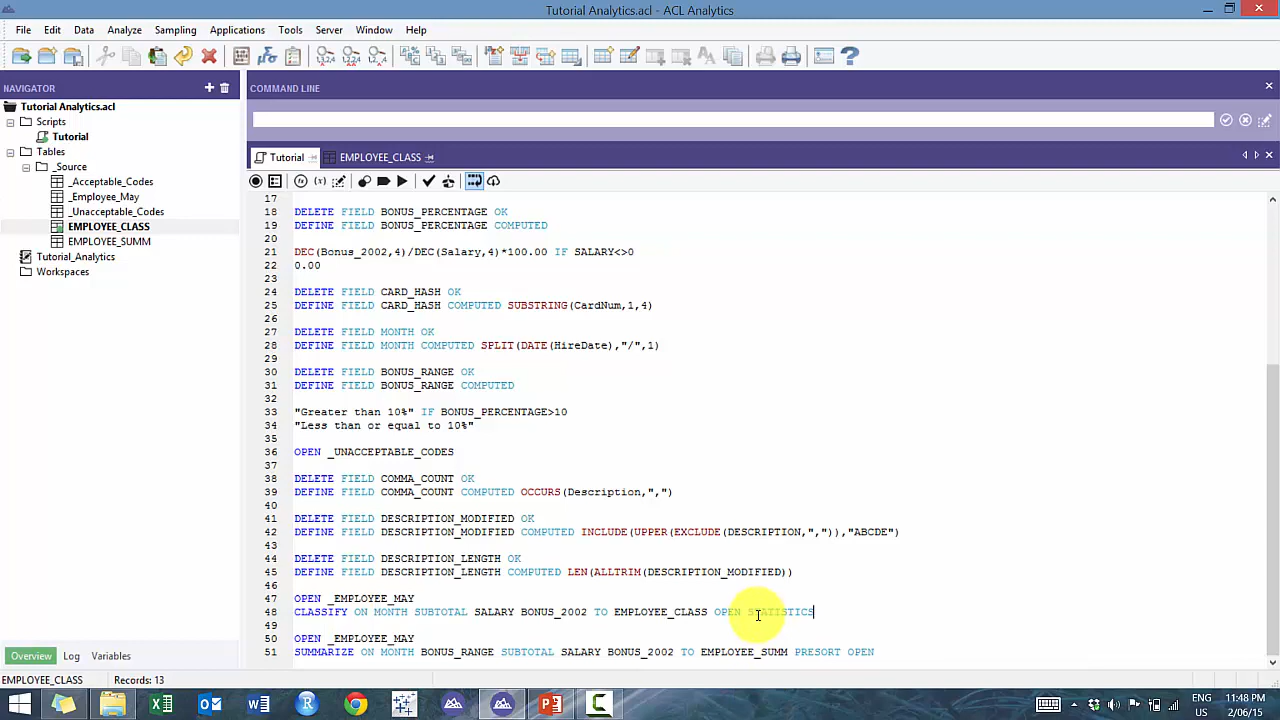 Tutorial Analytics.acl - ACL Analytics
File Edit Data Analyze Sampling Applications Tools Server Window Help
NAVIGATOR
Tutorial Analytics.acl
Scripts
Tutorial
Tables
_Source
_Acceptable_Codes
_Employee_May
_Unacceptable_Codes
EMPLOYEE_CLASS
EMPLOYEE_SUMM
Tutorial_Analytics
Workspaces
Overview Log Variables
COMMAND LINE
Tutorial EMPLOYEE_CLASS
17
18 DELETE FIELD BONUS_PERCENTAGE OK
19 DEFINE FIELD BONUS_PERCENTAGE COMPUTED
20
21 DEC(Bonus_2002,4)/DEC(Salary,4)*100.00 IF SALARY<>0
22 0.00
23
24 DELETE FIELD CARD_HASH OK
25 DEFINE FIELD CARD_HASH COMPUTED SUBSTRING(CardNum,1,4)
26
27 DELETE FIELD MONTH OK
28 DEFINE FIELD MONTH COMPUTED SPLIT(DATE(HireDate),"/",1)
29
30 DELETE FIELD BONUS_RANGE OK
31 DEFINE FIELD BONUS_RANGE COMPUTED
32
33 "Greater than 10%" IF BONUS_PERCENTAGE>10
34 "Less than or equal to 10%"
35
36 OPEN _UNACCEPTABLE_CODES
37
38 DELETE FIELD COMMA_COUNT OK
39 DEFINE FIELD COMMA_COUNT COMPUTED OCCURS(Description,",")
40
41 DELETE FIELD DESCRIPTION_MODIFIED OK
42 DEFINE FIELD DESCRIPTION_MODIFIED COMPUTED INCLUDE(UPPER(EXCLUDE(DESCRIPTION,",")),"ABCDE")
43
44 DELETE FIELD DESCRIPTION_LENGTH OK
45 DEFINE FIELD DESCRIPTION_LENGTH COMPUTED LEN(ALLTRIM(DESCRIPTION_MODIFIED))
46
47 OPEN _EMPLOYEE_MAY
48 CLASSIFY ON MONTH SUBTOTAL SALARY BONUS_2002 TO EMPLOYEE_CLASS OPEN STATISTICS
49
50 OPEN _EMPLOYEE_MAY
51 SUMMARIZE ON MONTH BONUS_RANGE SUBTOTAL SALARY BONUS_2002 TO EMPLOYEE_SUMM PRESORT OPEN
EMPLOYEE_CLASS Records: 13
ENG 11:48 PM
US 2/06/15